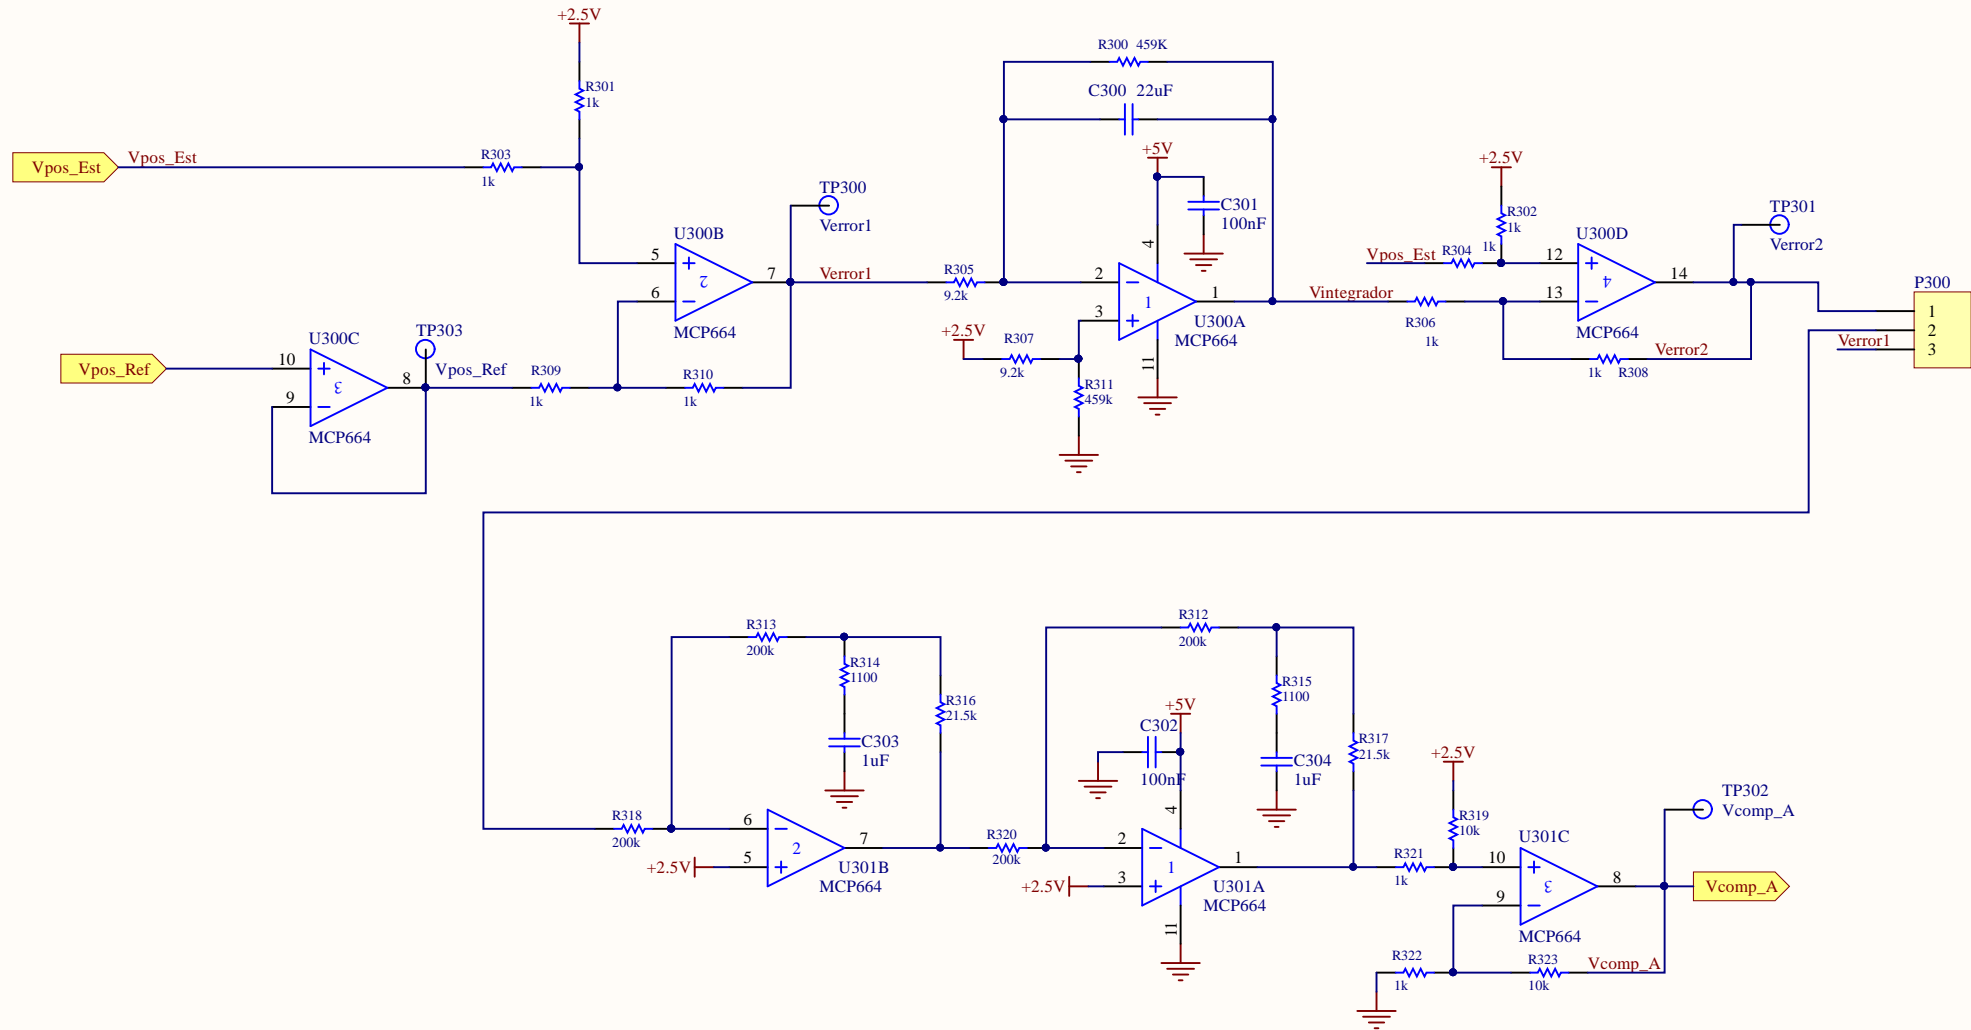 +2.5V
R301
1k
Vpos_Est
Vpos_Est
R303
1k
TP300
Verror1
U300B
5
6
2
7
MCP664
Verror1
Vpos_Ref
U300C
10
9
3
8
MCP664
TP303
Vpos_Ref
R309
1k
R310
1k
R300 459K
C300 22uF
+5V
C301
100nF
R305
9.2k
2
3
4
1
11
1
U300A
MCP664
+2.5V
R307
9.2k
R311
459k
Vintegrador
+2.5V
R302
1k
Vpos_Est
R304
1k
U300D
12
13
4
14
MCP664
R306
1k
Verror2
1k R308
TP301
Verror2
P300
1
2
3
Verror1
R313
200k
R314
1100
C303
1uF
R316
21.5k
R318
200k
6
5
2
7
+2.5V
U301B
MCP664
R312
200k
R315
1100
C304
1uF
R317
21.5k
+5V
C302
100nF
R320
200k
2
3
4
1
11
1
+2.5V
U301A
MCP664
+2.5V
R319
10k
R321
1k
U301C
10
9
3
8
MCP664
R322
1k
R323
10k
Vcomp_A
TP302
Vcomp_A
Vcomp_A